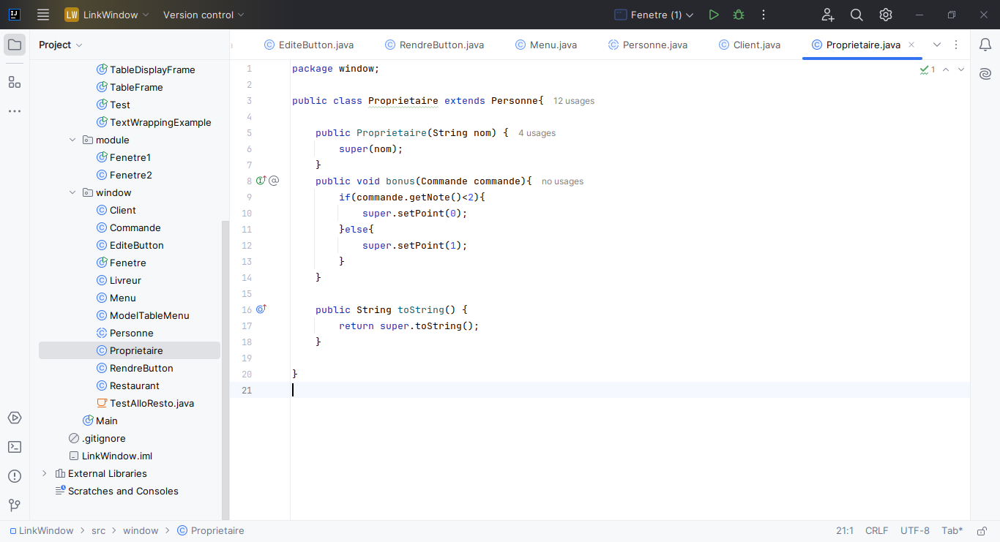 LW LinkWindow Version control Fenetre (1)
Project
EditeButton.java RendreButton.java Menu.java Personne.java Client.java Proprietaire.java
TableDisplayFrame
TableFrame
Test
TextWrappingExample
module
Fenetre1
Fenetre2
window
Client
Commande
EditeButton
Fenetre
Livreur
Menu
ModelTableMenu
Personne
Proprietaire
RendreButton
Restaurant
TestAlloResto.java
Main
.gitignore
LinkWindow.iml
External Libraries
Scratches and Consoles
1 package window;
2
3 public class Proprietaire extends Personne{ 12 usages
4
5 public Proprietaire(String nom) { 4 usages
6 super(nom);
7 }
8 public void bonus(Commande commande){ no usages
9 if(commande.getNote()<2){
10 super.setPoint(0);
11 }else{
12 super.setPoint(1);
13 }
14 }
15
16 public String toString() {
17 return super.toString();
18 }
19
20 }
21
1
LinkWindow > src > window > Proprietaire
21:1 CRLF UTF-8 Tab*